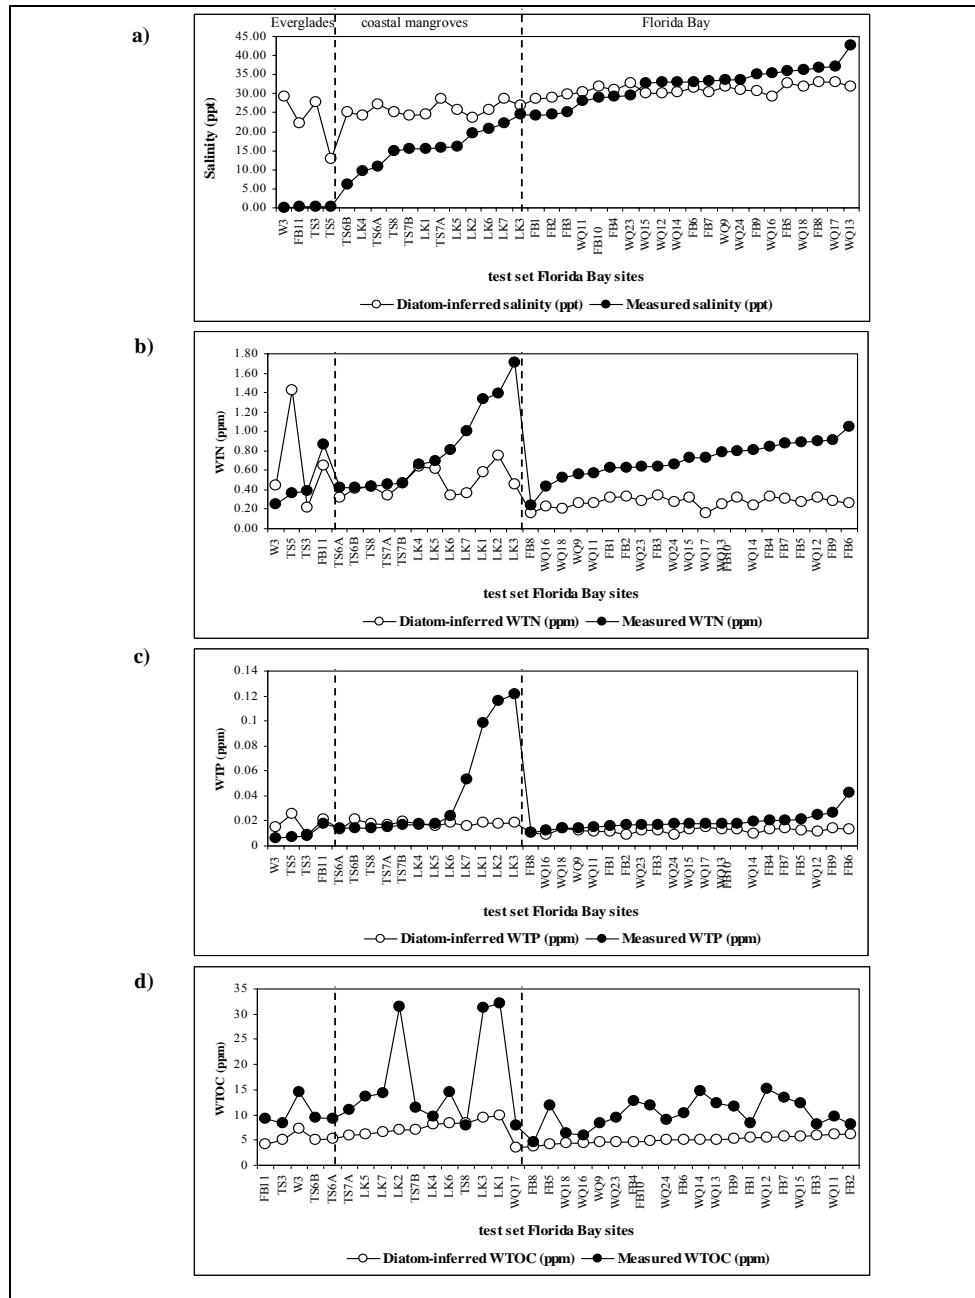 Everglades coastal mangroves Florida Bay
a)
45.00
40.00
35.00
30.00
25.00
20.00
15.00
10.00
5.00
0.00
Salinity (ppt)
W3 FB11 TS3 TS5 TS6B LK4 TS6A TS8 TS7B LK1 TS7A LK5 LK2 LK6 LK7 LK3 FB1 FB2 FB3 WQ11 FB10 FB4 WQ23 WQ15 WQ12 WQ14 FB6 FB7 WQ9 WQ24 FB9 WQ16 FB5 WQ18 FB8 WQ17 WQ13
test set Florida Bay sites
Diatom-inferred salinity (ppt) Measured salinity (ppt)
b)
1.80
1.60
1.40
1.20
1.00
0.80
0.60
0.40
0.20
0.00
WTN (ppm)
W3 TS5 TS3 FB11 TS6A TS6B TS8 TS7A TS7B LK4 LK5 LK6 LK7 LK1 LK2 LK3 FB8 WQ16 WQ18 WQ9 WQ11 FB1 FB2 WQ23 FB3 WQ24 WQ15 WQ17 WQ13 FB10 WQ14 FB4 FB7 FB5 WQ12 FB9 FB6
test set Florida Bay sites
Diatom-inferred WTN (ppm) Measured WTN (ppm)
c)
0.14
0.12
0.1
0.08
0.06
0.04
0.02
0
WTP (ppm)
W3 TS5 TS3 FB11 TS6A TS6B TS8 TS7A TS7B LK4 LK5 LK6 LK7 LK1 LK2 LK3 FB8 WQ16 WQ18 WQ9 WQ11 FB1 FB2 WQ23 FB3 WQ24 WQ15 WQ17 WQ13 FB10 WQ14 FB4 FB7 FB5 WQ12 FB9 FB6
test set Florida Bay sites
Diatom-inferred WTP (ppm) Measured WTP (ppm)
d)
35
30
25
20
15
10
5
0
WTOC (ppm)
FB11 TS3 W3 TS6B TS6A TS7A LK5 LK7 LK2 TS7B LK4 LK6 TS8 LK3 LK1 WQ17 FB8 FB5 WQ18 WQ16 WQ9 WQ23 FB4 FB10 WQ24 FB6 WQ14 WQ13 FB9 FB1 WQ12 FB7 WQ15 FB3 WQ11 FB2
test set Florida Bay sites
Diatom-inferred WTOC (ppm) Measured WTOC (ppm)